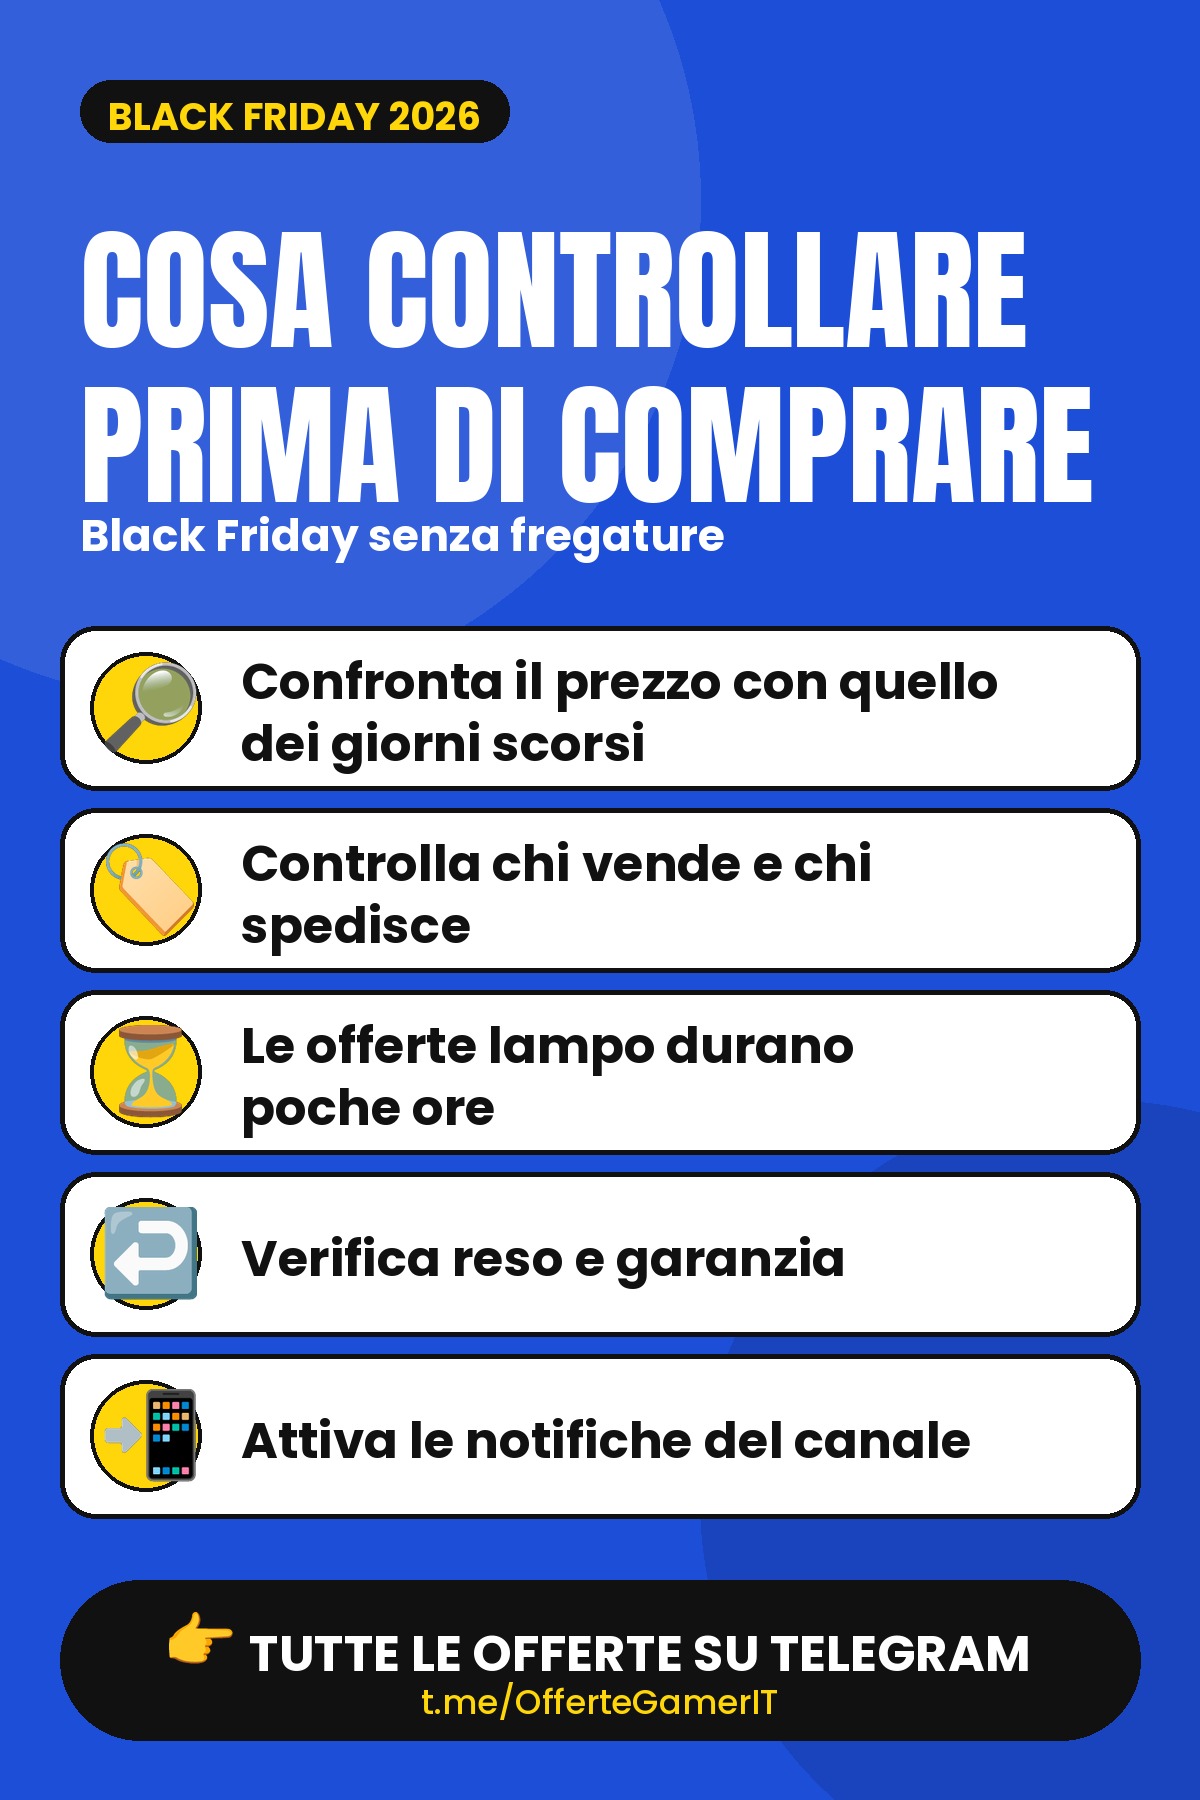 BLACK FRIDAY 2026
COSA CONTROLLARE
PRIMA DI COMPRARE
Black Friday senza fregature
Confronta il prezzo con quello
dei giorni scorsi
Controlla chi vende e chi
spedisce
Le offerte lampo durano
poche ore
Verifica reso e garanzia
Attiva le notifiche del canale
TUTTE LE OFFERTE SU TELEGRAM
t.me/OfferteGamerIT